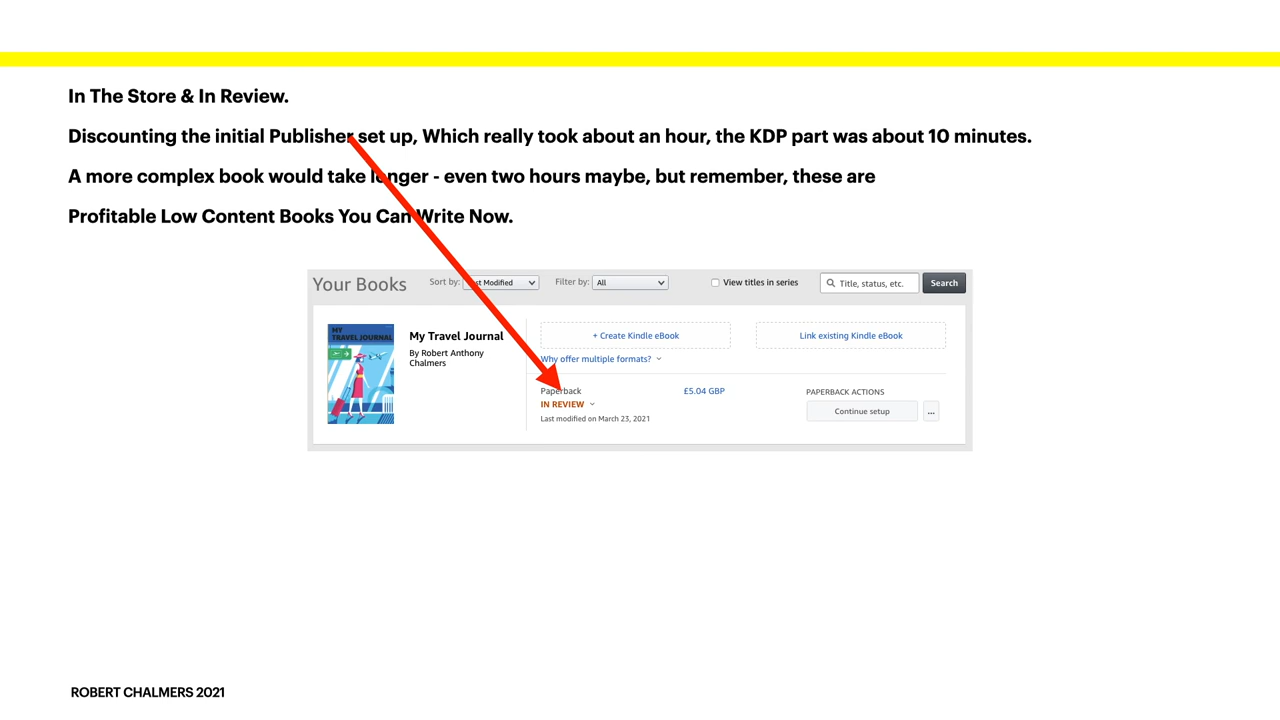 In The Store & In Review.
Discounting the initial Publisher set up, Which really took about an hour, the KDP part was about 10 minutes.
A more complex book would take longer - even two hours maybe, but remember, these are
Profitable Low Content Books You Can Write Now.
Your Books
Sort by: Last Modified
Filter by: All
View titles in series
Title, status, etc.
Search
MY
TRAVEL JOURNAL
My Travel Journal
By Robert Anthony
Chalmers
+ Create Kindle eBook
Link existing Kindle eBook
Why offer multiple formats?
Paperback
£5.04 GBP
PAPERBACK ACTIONS
IN REVIEW
Continue setup
...
Last modified on March 23, 2021
ROBERT CHALMERS 2021